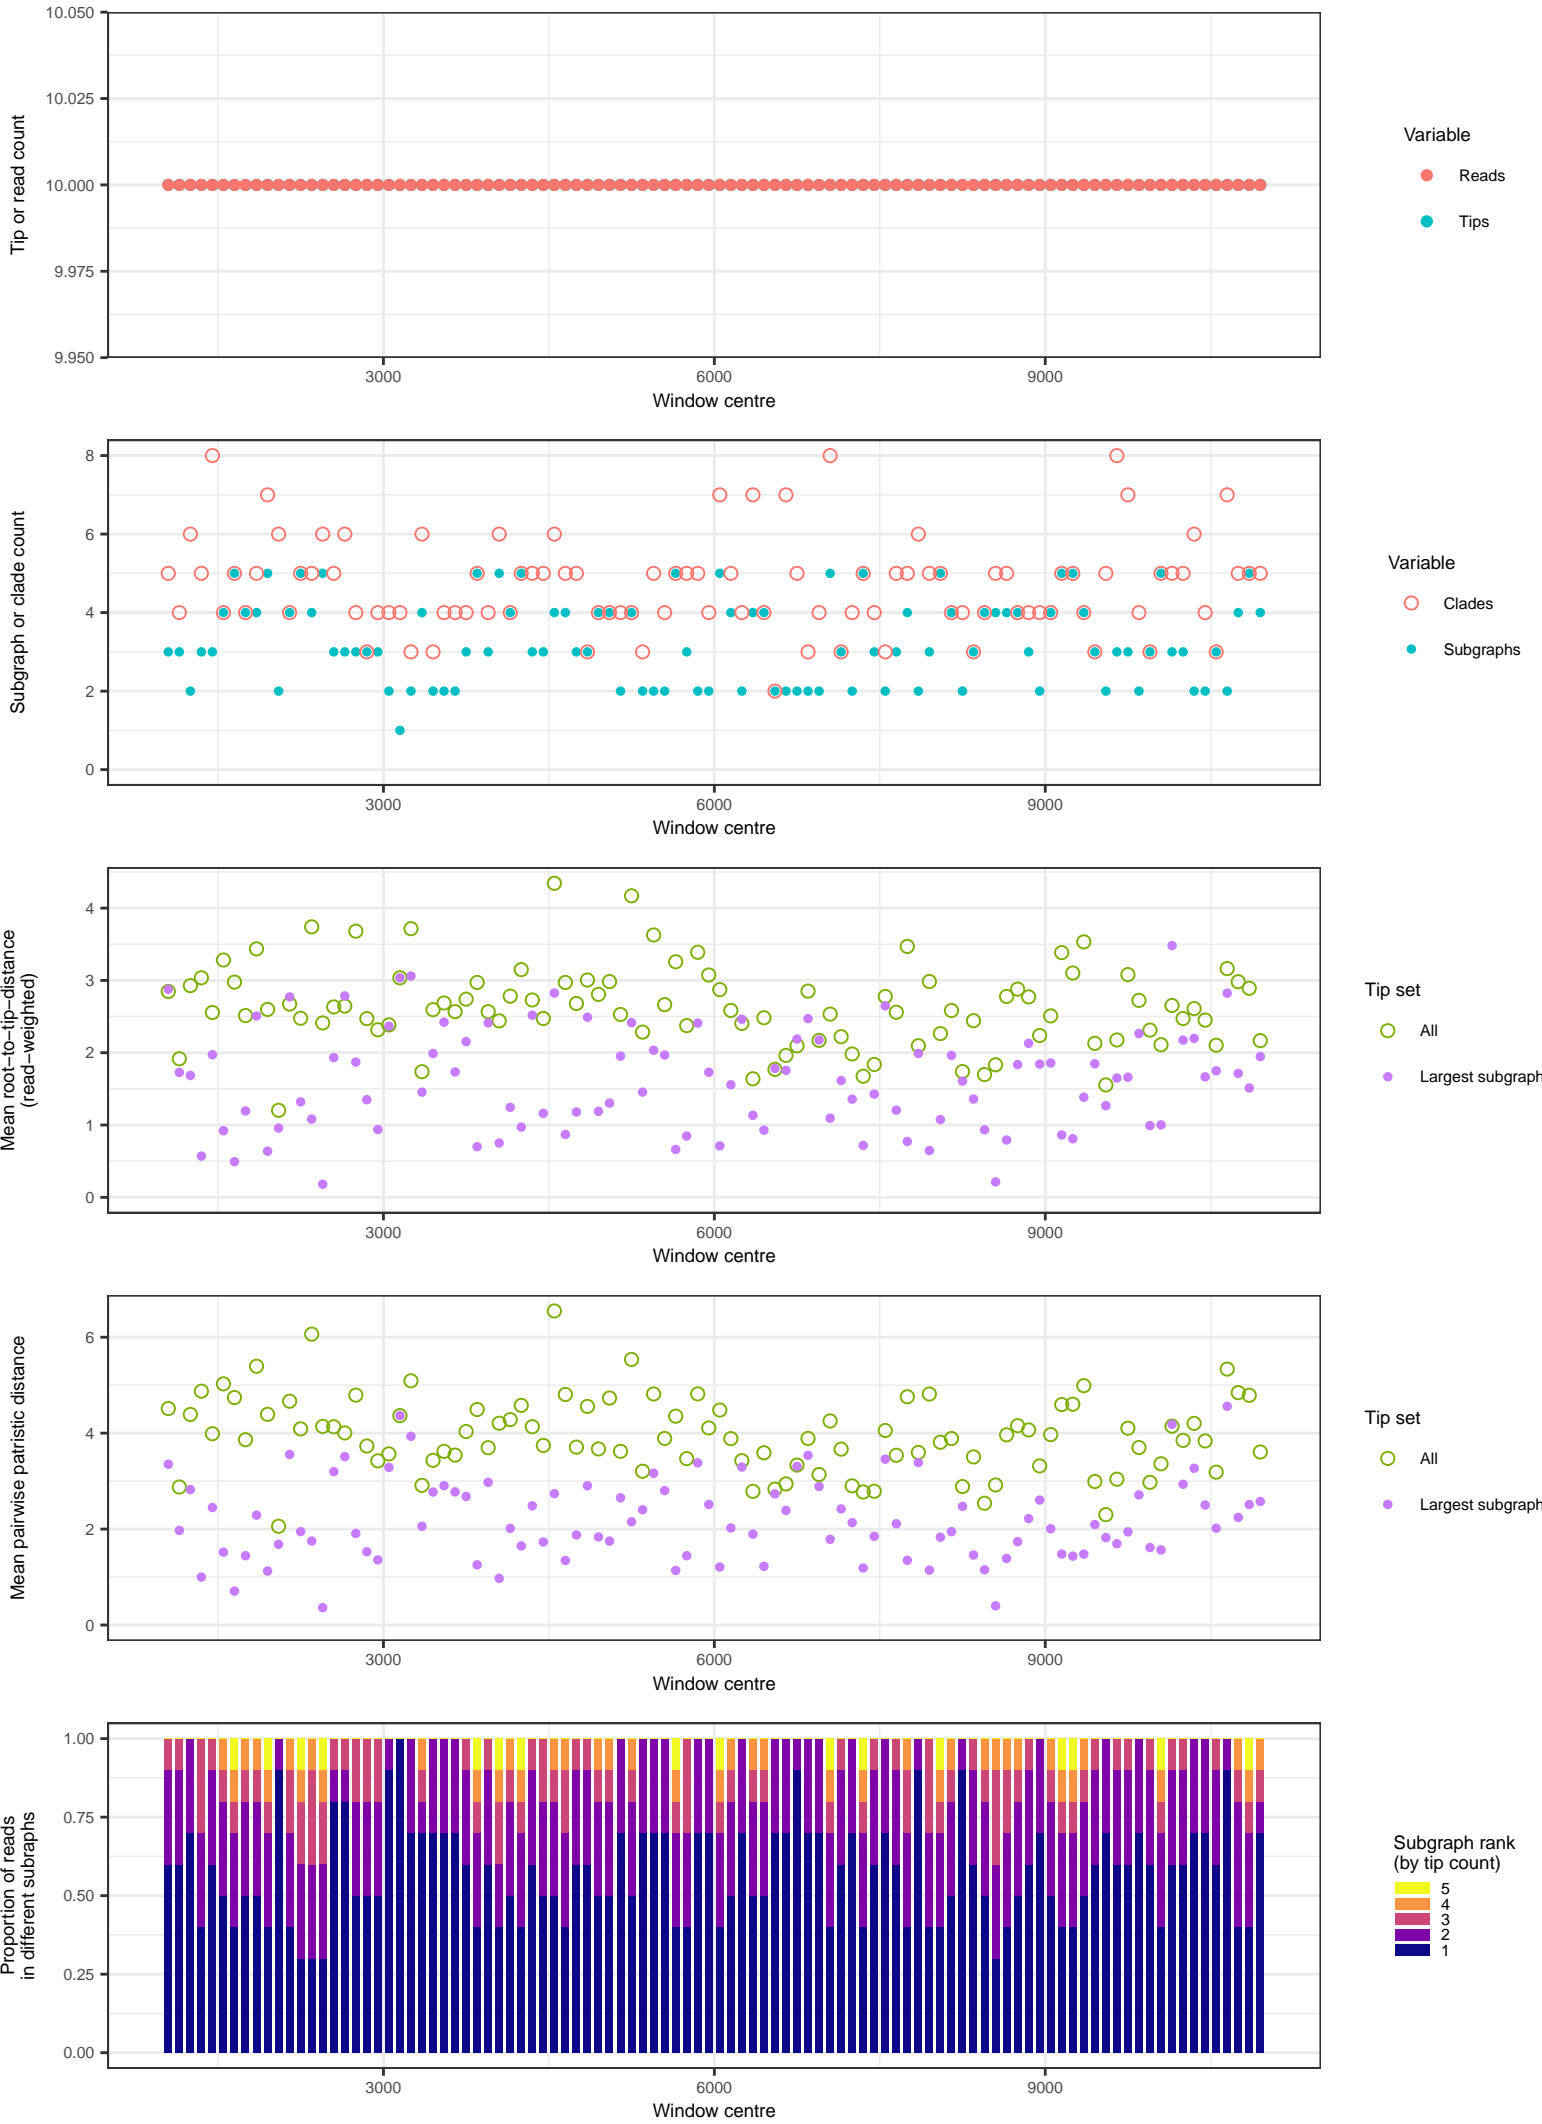 10.050
10.025
10.000
9.975
9.950
Tip or read count
3000 6000 9000
Window centre
Variable
Reads
Tips
8
6
4
2
0
Subgraph or clade count
3000 6000 9000
Window centre
Variable
Clades
Subgraphs
4
3
2
1
0
Mean root−to−tip−distance
(read−weighted)
3000 6000 9000
Window centre
Tip set
All
Largest subgraph
6
4
2
0
Mean pairwise patristic distance
3000 6000 9000
Window centre
Tip set
All
Largest subgraph
1.00
0.75
0.50
0.25
0.00
Proportion of reads
in different subraphs
3000 6000 9000
Window centre
Subgraph rank
(by tip count)
5
4
3
2
1